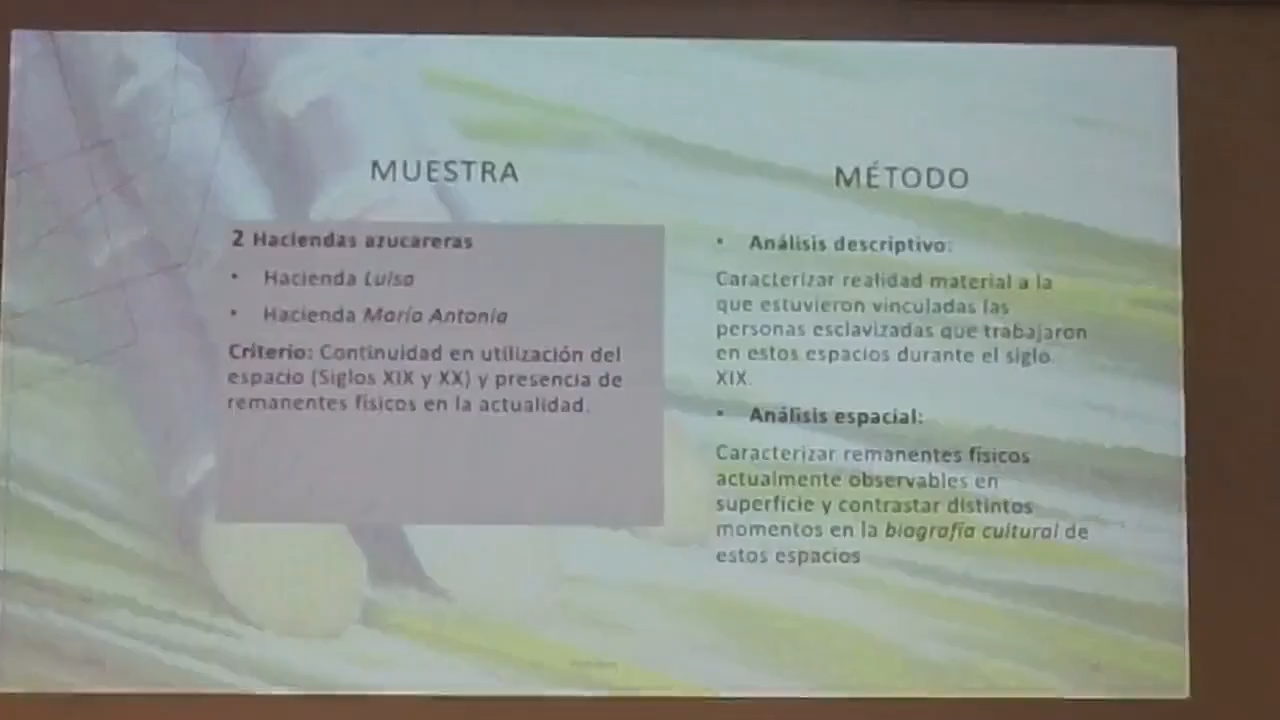 MUESTRA
2 Haciendas azucareras
• Hacienda Luisa
• Hacienda María Antonia
Criterio: Continuidad en utilización del
espacio (Siglos XIX y XX) y presencia de
remanentes físicos en la actualidad.
MÉTODO
• Análisis descriptivo:
Caracterizar realidad material a la
que estuvieron vinculadas las
personas esclavizadas que trabajaron
en estos espacios durante el siglo
XIX.
• Análisis espacial:
Caracterizar remanentes físicos
actualmente observables en
superficie y contrastar distintos
momentos en la biografía cultural de
estos espacios